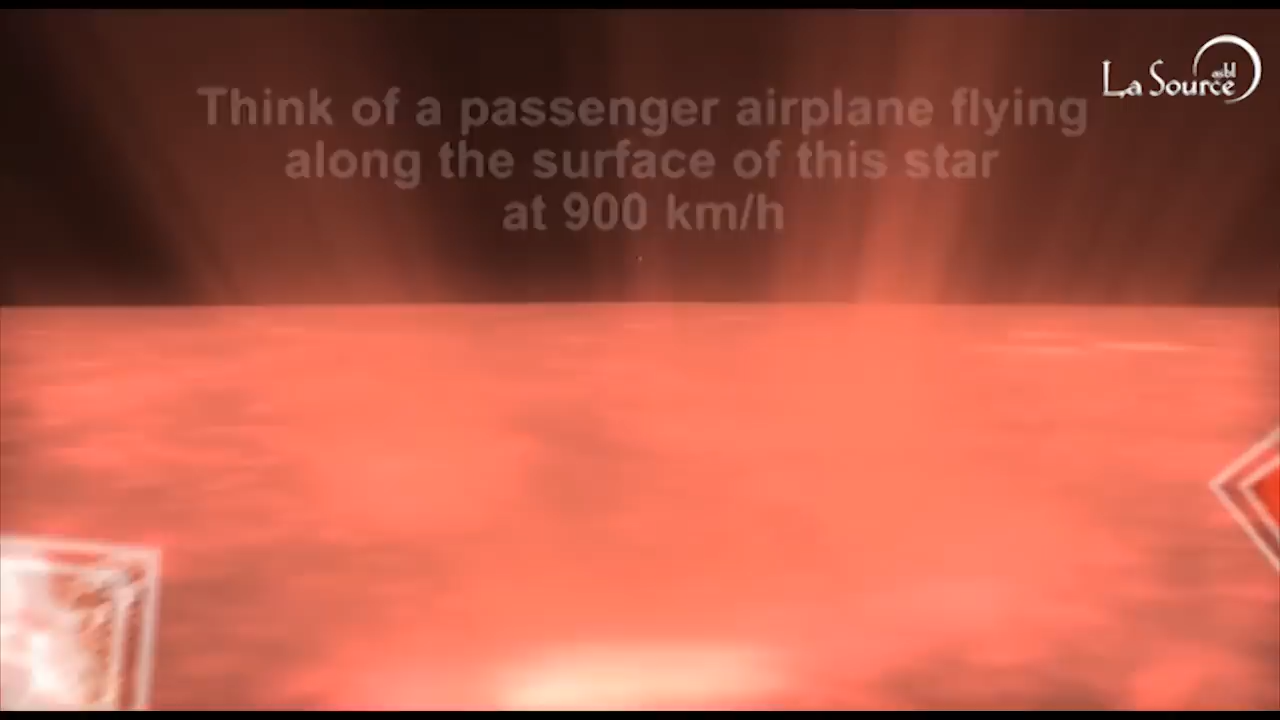 Think of a passenger airplane flying
along the surface of this star
at 900 km/h
La Source asbl